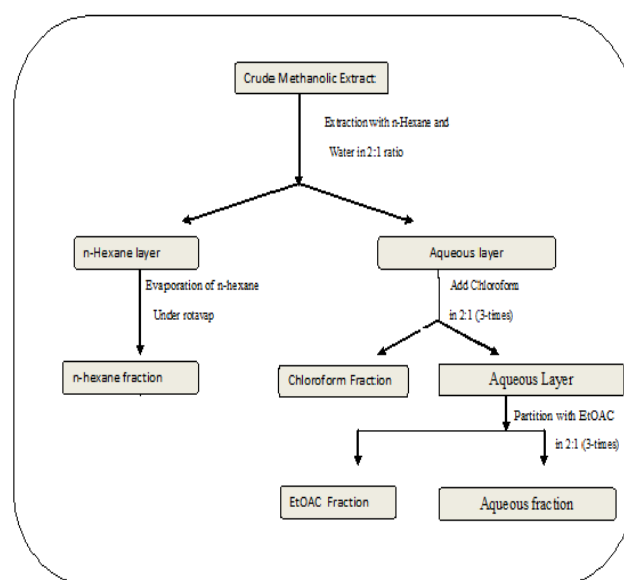 Crude Methanolic Extract
Extraction with n-Hexane and
Water in 2:1 ratio
n-Hexane layer
Aqueous layer
Evaporation of n-hexane
Under rotavap
Add Chloroform
in 2:1 (3-times)
n-hexane fraction
Chloroform Fraction
Aqueous Layer
Partition with EtOAC
in 2:1 (3-times)
EtOAC Fraction
Aqueous fraction